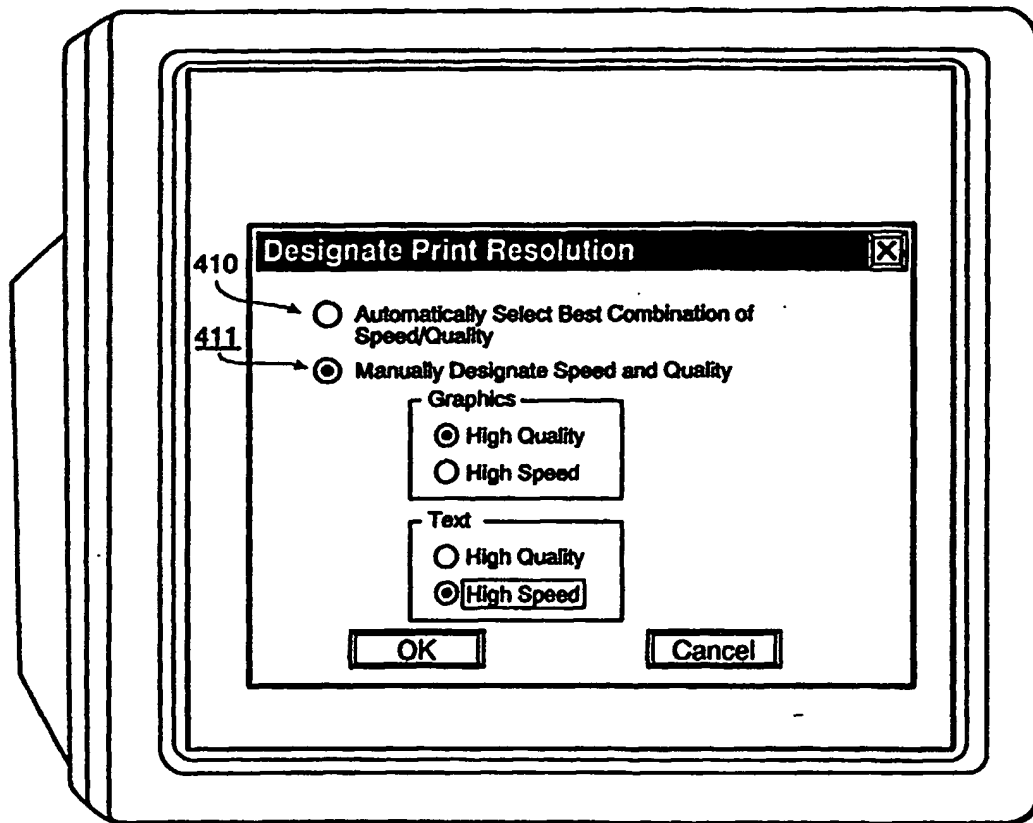 Designate Print Resolution
410
Automatically Select Best Combination of
Speed/Quality
411
Manually Designate Speed and Quality
Graphics
High Quality
High Speed
Text
High Quality
High Speed
OK
Cancel